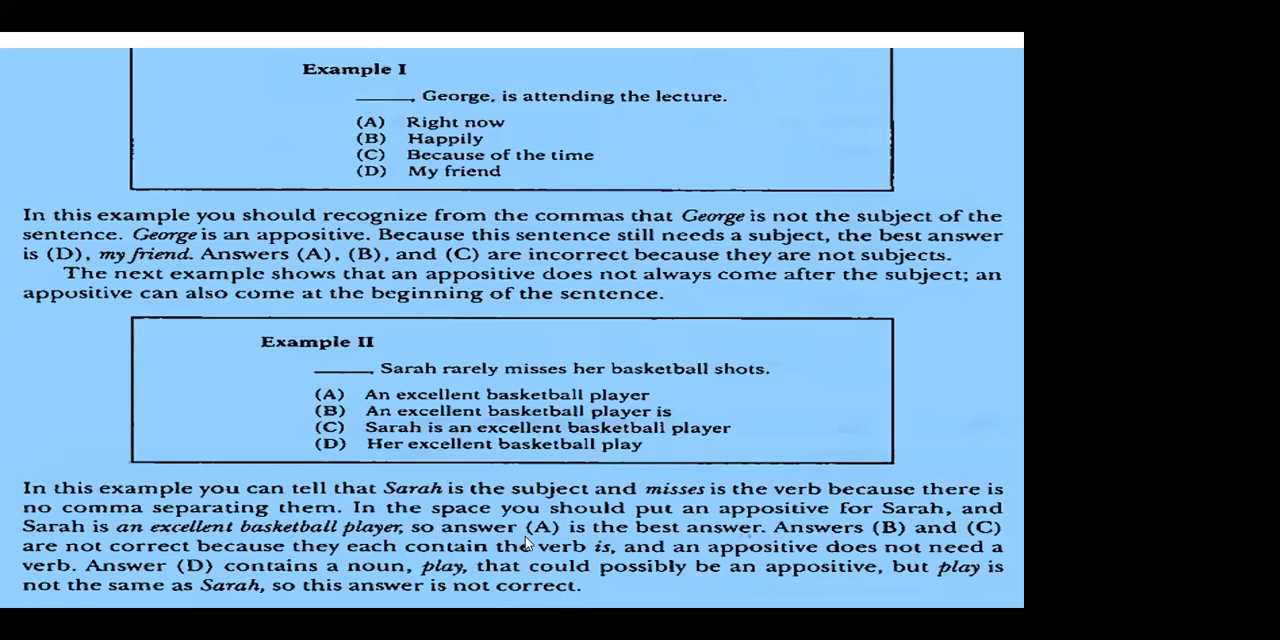 Example I
____, George, is attending the lecture.
(A) Right now
(B) Happily
(C) Because of the time
(D) My friend
In this example you should recognize from the commas that George is not the subject of the
sentence. George is an appositive. Because this sentence still needs a subject, the best answer
is (D), my friend. Answers (A), (B), and (C) are incorrect because they are not subjects.
The next example shows that an appositive does not always come after the subject; an
appositive can also come at the beginning of the sentence.
Example II
____, Sarah rarely misses her basketball shots.
(A) An excellent basketball player
(B) An excellent basketball player is
(C) Sarah is an excellent basketball player
(D) Her excellent basketball play
In this example you can tell that Sarah is the subject and misses is the verb because there is
no comma separating them. In the space you should put an appositive for Sarah, and
Sarah is an excellent basketball player, so answer (A) is the best answer. Answers (B) and (C)
are not correct because they each contain the verb is, and an appositive does not need a
verb. Answer (D) contains a noun, play, that could possibly be an appositive, but play is
not the same as Sarah, so this answer is not correct.